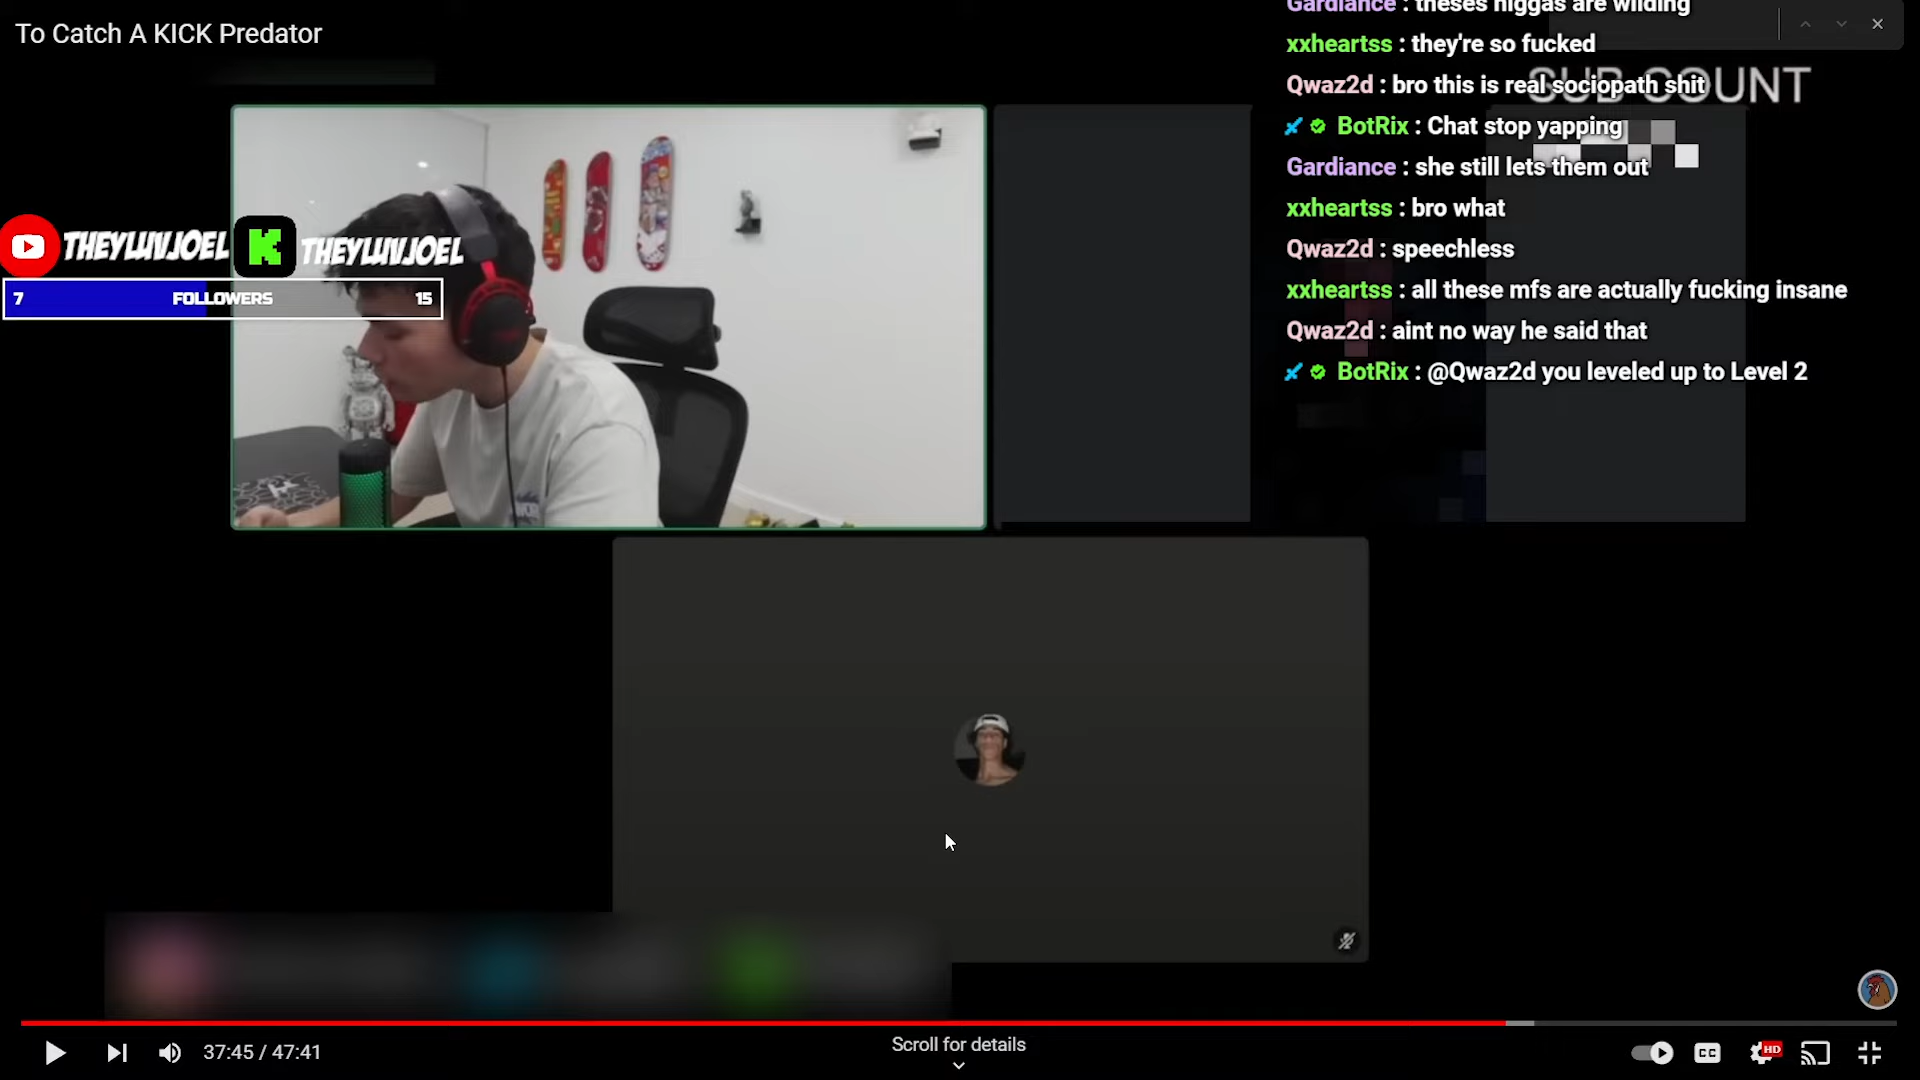 To Catch A KICK Predator
Gardiance : theses niggas are wilding
xxheartss : they're so fucked
SUB COUNT
Qwaz2d : bro this is real sociopath shit
BotRix : Chat stop yapping
Gardiance : she still lets them out
xxheartss : bro what
Qwaz2d : speechless
xxheartss : all these mfs are actually fucking insane
Qwaz2d : aint no way he said that
BotRix : @Qwaz2d you leveled up to Level 2
THEYLUVJOEL
K
THEYLUVJOEL
7 FOLLOWERS 15
37:45 / 47:41
Scroll for details
CC
HD